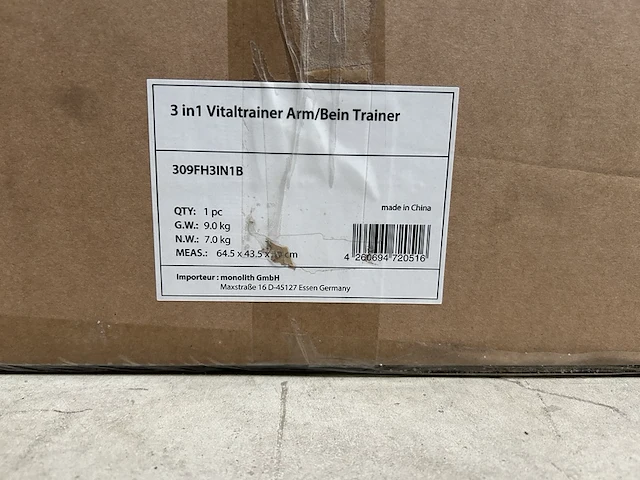 3 in1 Vitaltrainer Arm/Bein Trainer
309FH3IN1B
made in China
QTY: 1 pc
G.W.: 9.0 kg
N.W.: 7.0 kg
MEAS.: 64.5 x 43.5 x cm
4 260694 720516
Importeur : monolith GmbH
Maxstraße 16 D-45127 Essen Germany